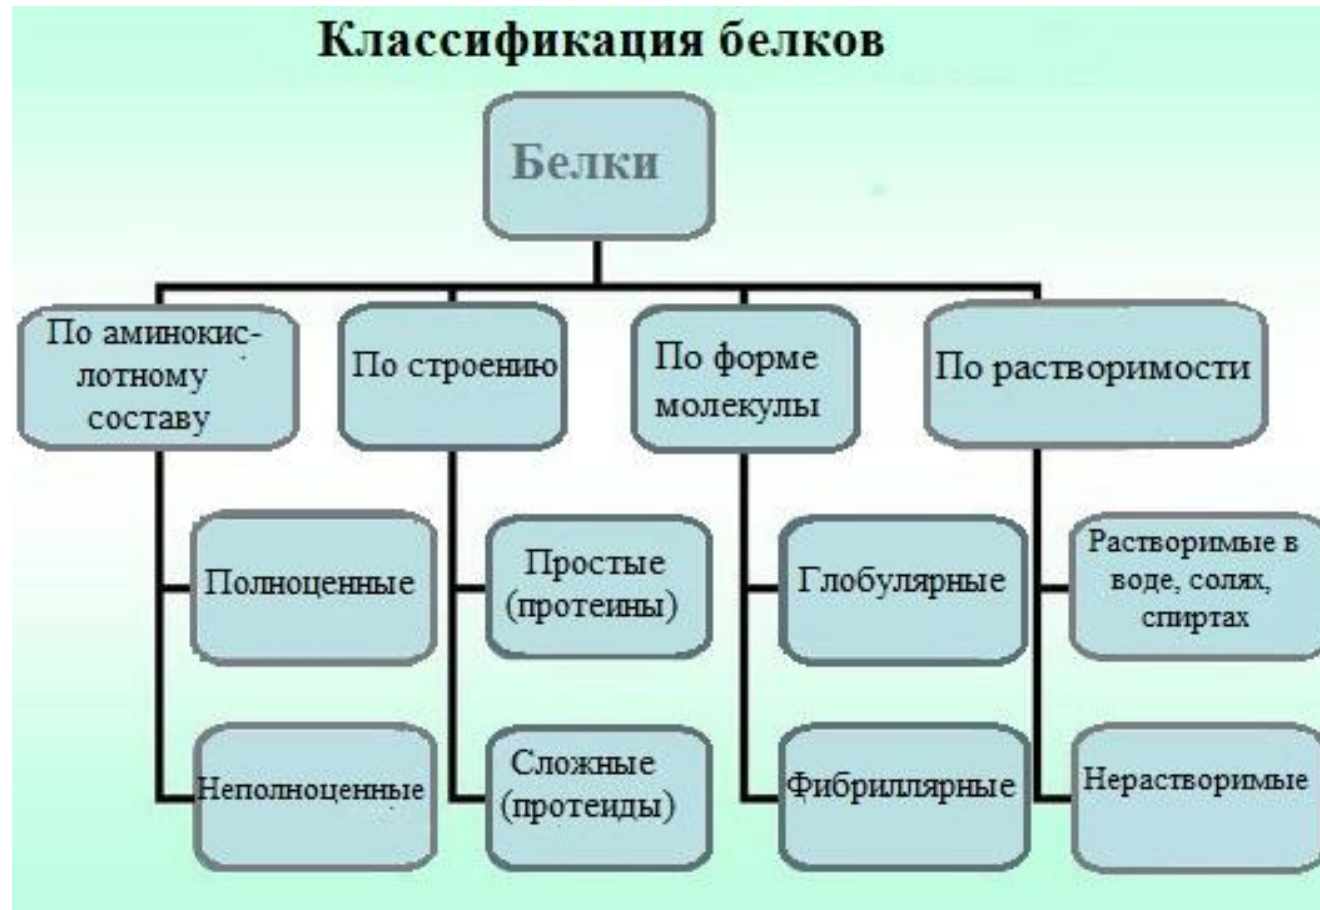 Классификация белков
Белки
По аминокис-
лотному
составу
По строению
По форме
молекулы
По растворимости
Полноценные
Простые
(протеины)
Глобулярные
Растворимые в
воде, солях,
спиртах
Неполноценные
Сложные
(протеиды)
Фибриллярные
Нерастворимые